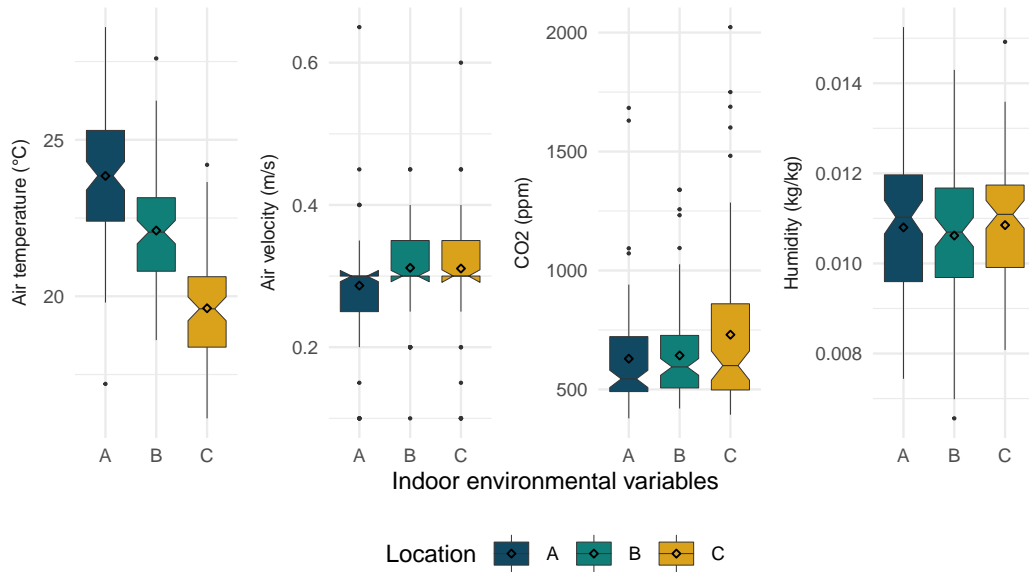 Air temperature (°C)
25
20
A B C
Air velocity (m/s)
0.6
0.4
0.2
A B C
CO2 (ppm)
2000
1500
1000
500
A B C
Humidity (kg/kg)
0.014
0.012
0.010
0.008
A B C
Indoor environmental variables
Location A B C